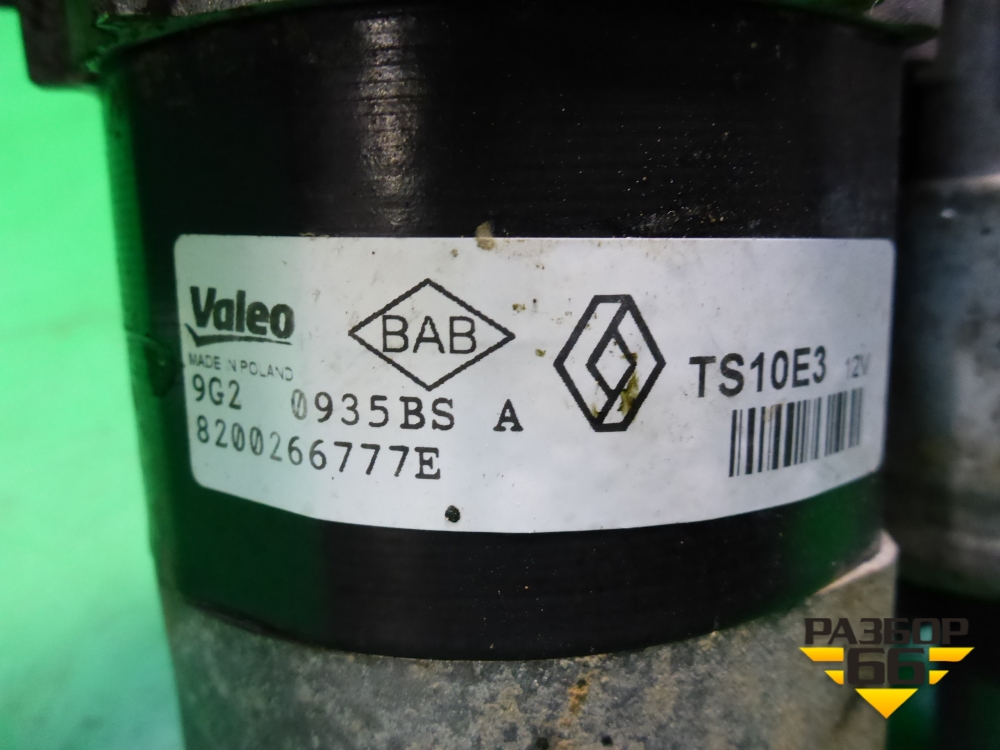 Valeo
MADE IN POLAND
BAB
TS10E3 12V
9G2 0935BS A
8200266777E
РАЗБОР
66